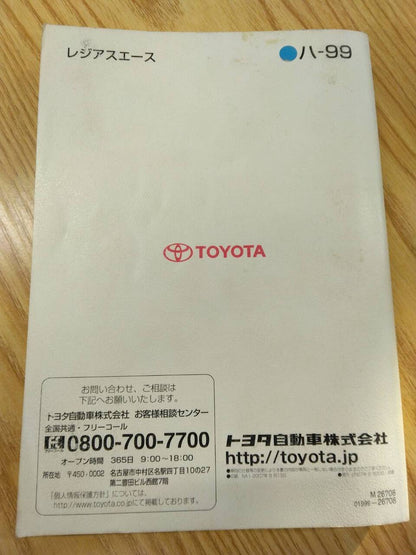 レジアスエース
ハ-99
TOYOTA
お問い合わせ、ご相談は
下記へお願いいたします。
トヨタ自動車株式会社 お客様相談センター
全国共通・フリーコール
0800-700-7700
オープン時間 365日 9:00~18:00
所在地 〒450-0002 名古屋市中村区名駅四丁目10の27
第二豊田ビル西館7階
「個人情報保護方針」については、
http://www.toyota.co.jpにて掲載しております。
トヨタ自動車株式会社
http://toyota.jp
M 26708
01999-26708